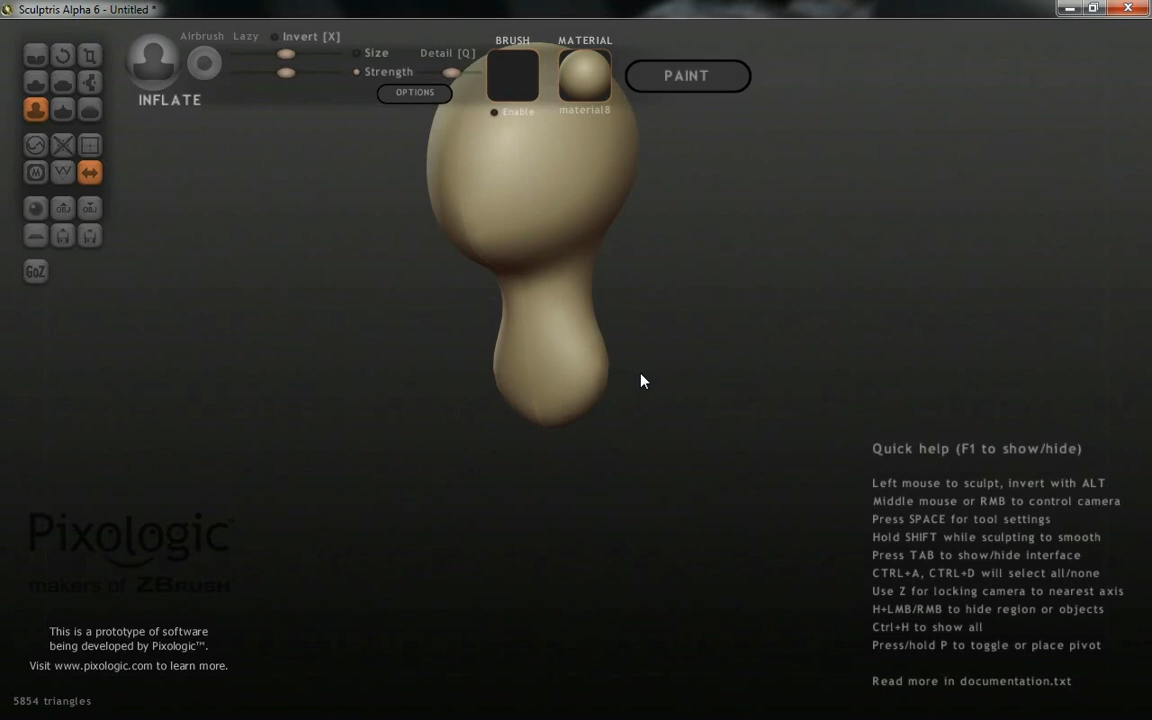 Sculptris Alpha 6 - Untitled *
Airbrush Lazy Invert [X]
Size Detail [Q]
Strength
OPTIONS
INFLATE
BRUSH
Enable
MATERIAL
material8
PAINT
M
OBJ OBJ
GoZ
Quick help (F1 to show/hide)
Left mouse to sculpt, invert with ALT
Middle mouse or RMB to control camera
Press SPACE for tool settings
Hold SHIFT while sculpting to smooth
Press TAB to show/hide interface
CTRL+A, CTRL+D will select all/none
Use Z for locking camera to nearest axis
H+LMB/RMB to hide region or objects
Ctrl+H to show all
Press/hold P to toggle or place pivot
Read more in documentation.txt
Pixologic™
makers of ZBRUSH
This is a prototype of software
being developed by Pixologic™.
Visit www.pixologic.com to learn more.
5854 triangles